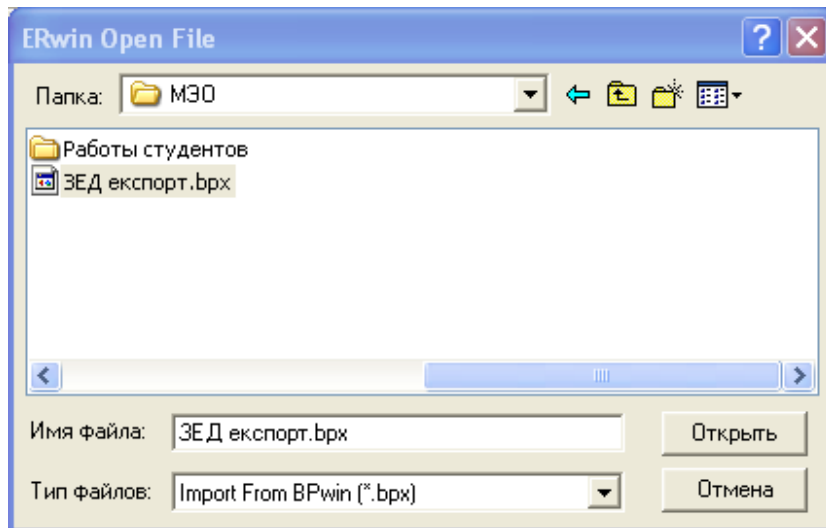 ERwin Open File
Папка: МЭО
Работы студентов
ЗЕД експорт.bpx
Имя файла: ЗЕД експорт.bpx Открыть
Тип файлов: Import From BPwin (*.bpx) Отмена